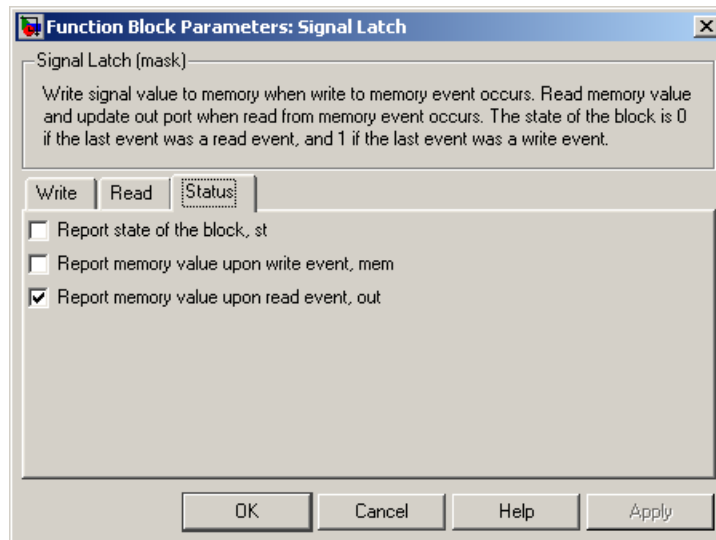 Function Block Parameters: Signal Latch
Signal Latch (mask)
Write signal value to memory when write to memory event occurs. Read memory value
and update out port when read from memory event occurs. The state of the block is 0
if the last event was a read event, and 1 if the last event was a write event.
Write Read Status
Report state of the block, st
Report memory value upon write event, mem
Report memory value upon read event, out
OK Cancel Help Apply